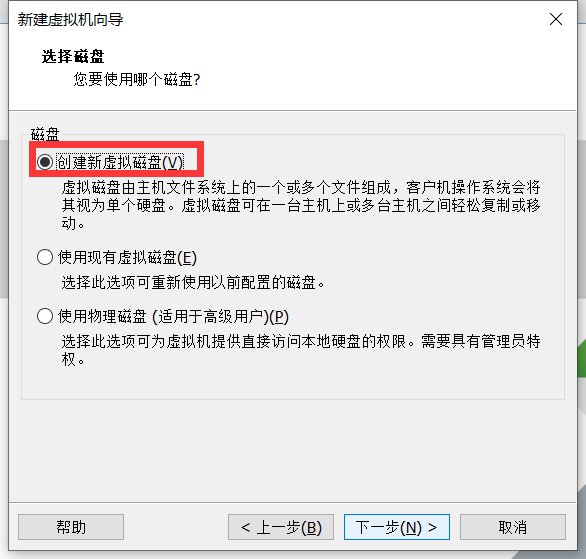 新建虚拟机向导
选择磁盘
您要使用哪个磁盘?
磁盘
创建新虚拟磁盘(V)
虚拟磁盘由主机文件系统上的一个或多个文件组成，客户机操作系统会将
其视为单个硬盘。虚拟磁盘可在一台主机上或多台主机之间轻松复制或移
动。
使用现有虚拟磁盘(E)
选择此选项可重新使用以前配置的磁盘。
使用物理磁盘 (适用于高级用户)(P)
选择此选项可为虚拟机提供直接访问本地硬盘的权限。需要具有管理员特
权。
帮助
< 上一步(B)
下一步(N) >
取消